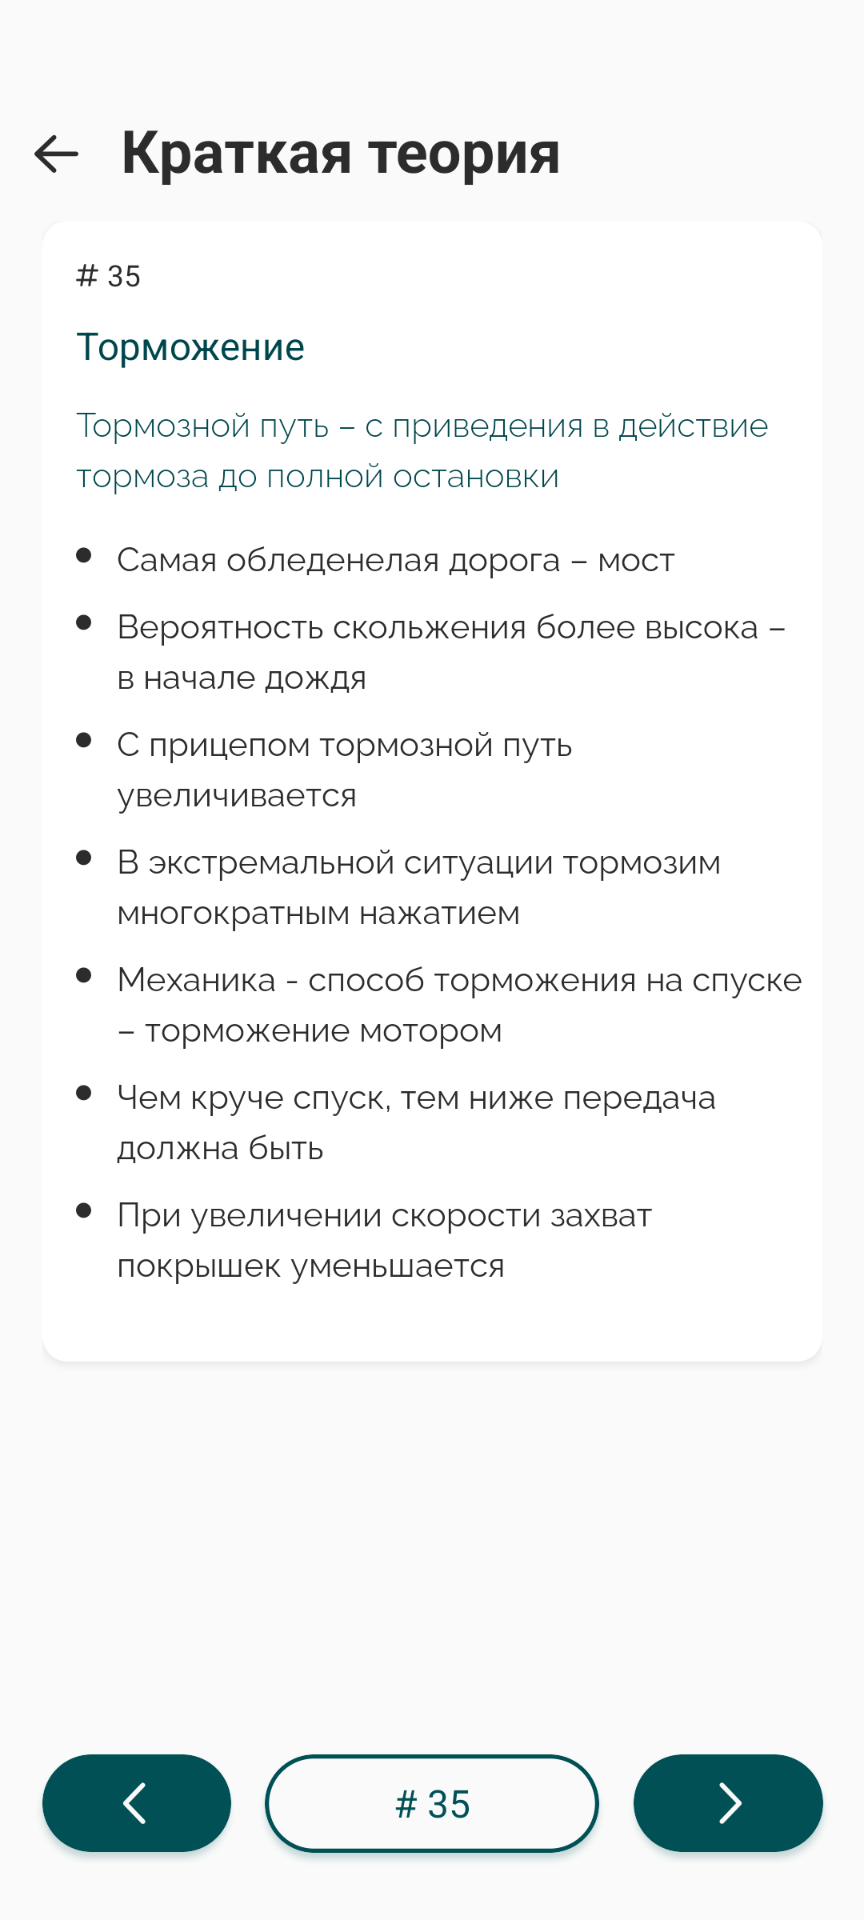 Краткая теория
# 35
Торможение
Тормозной путь – с приведения в действие
тормоза до полной остановки
Самая обледенелая дорога – мост
Вероятность скольжения более высока –
в начале дождя
С прицепом тормозной путь
увеличивается
В экстремальной ситуации тормозим
многократным нажатием
Механика - способ торможения на спуске
– торможение мотором
Чем круче спуск, тем ниже передача
должна быть
При увеличении скорости захват
покрышек уменьшается
# 35